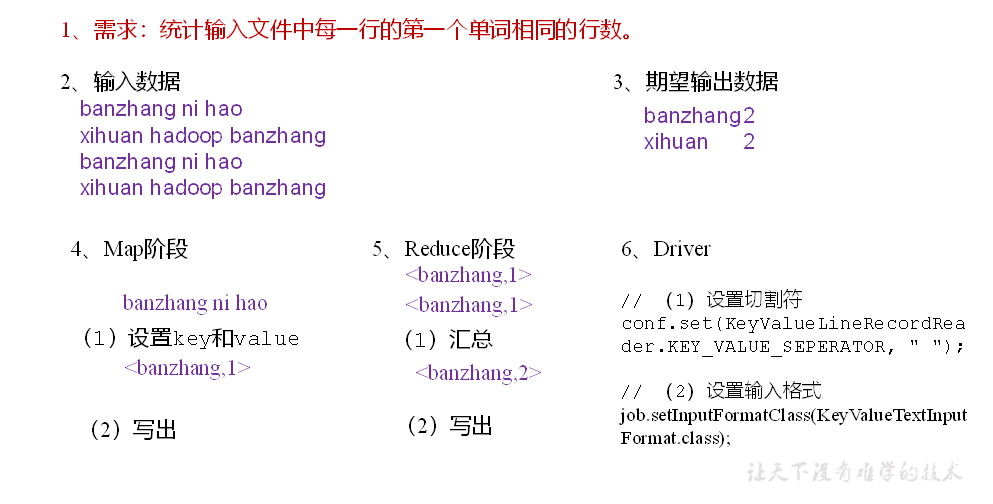 1、需求：统计输入文件中每一行的第一个单词相同的行数。
2、输入数据
banzhang ni hao
xihuan hadoop banzhang
banzhang ni hao
xihuan hadoop banzhang
3、期望输出数据
banzhang 2
xihuan 2
4、Map阶段
banzhang ni hao
（1）设置key和value
<banzhang,1>
（2）写出
5、Reduce阶段
<banzhang,1>
<banzhang,1>
（1）汇总
<banzhang,2>
（2）写出
6、Driver
// （1）设置切割符
conf.set(KeyValueLineRecordRea
der.KEY_VALUE_SEPERATOR, " ");
// （2）设置输入格式
job.setInputFormatClass(KeyValueTextInput
Format.class);
让天下没有难学的技术